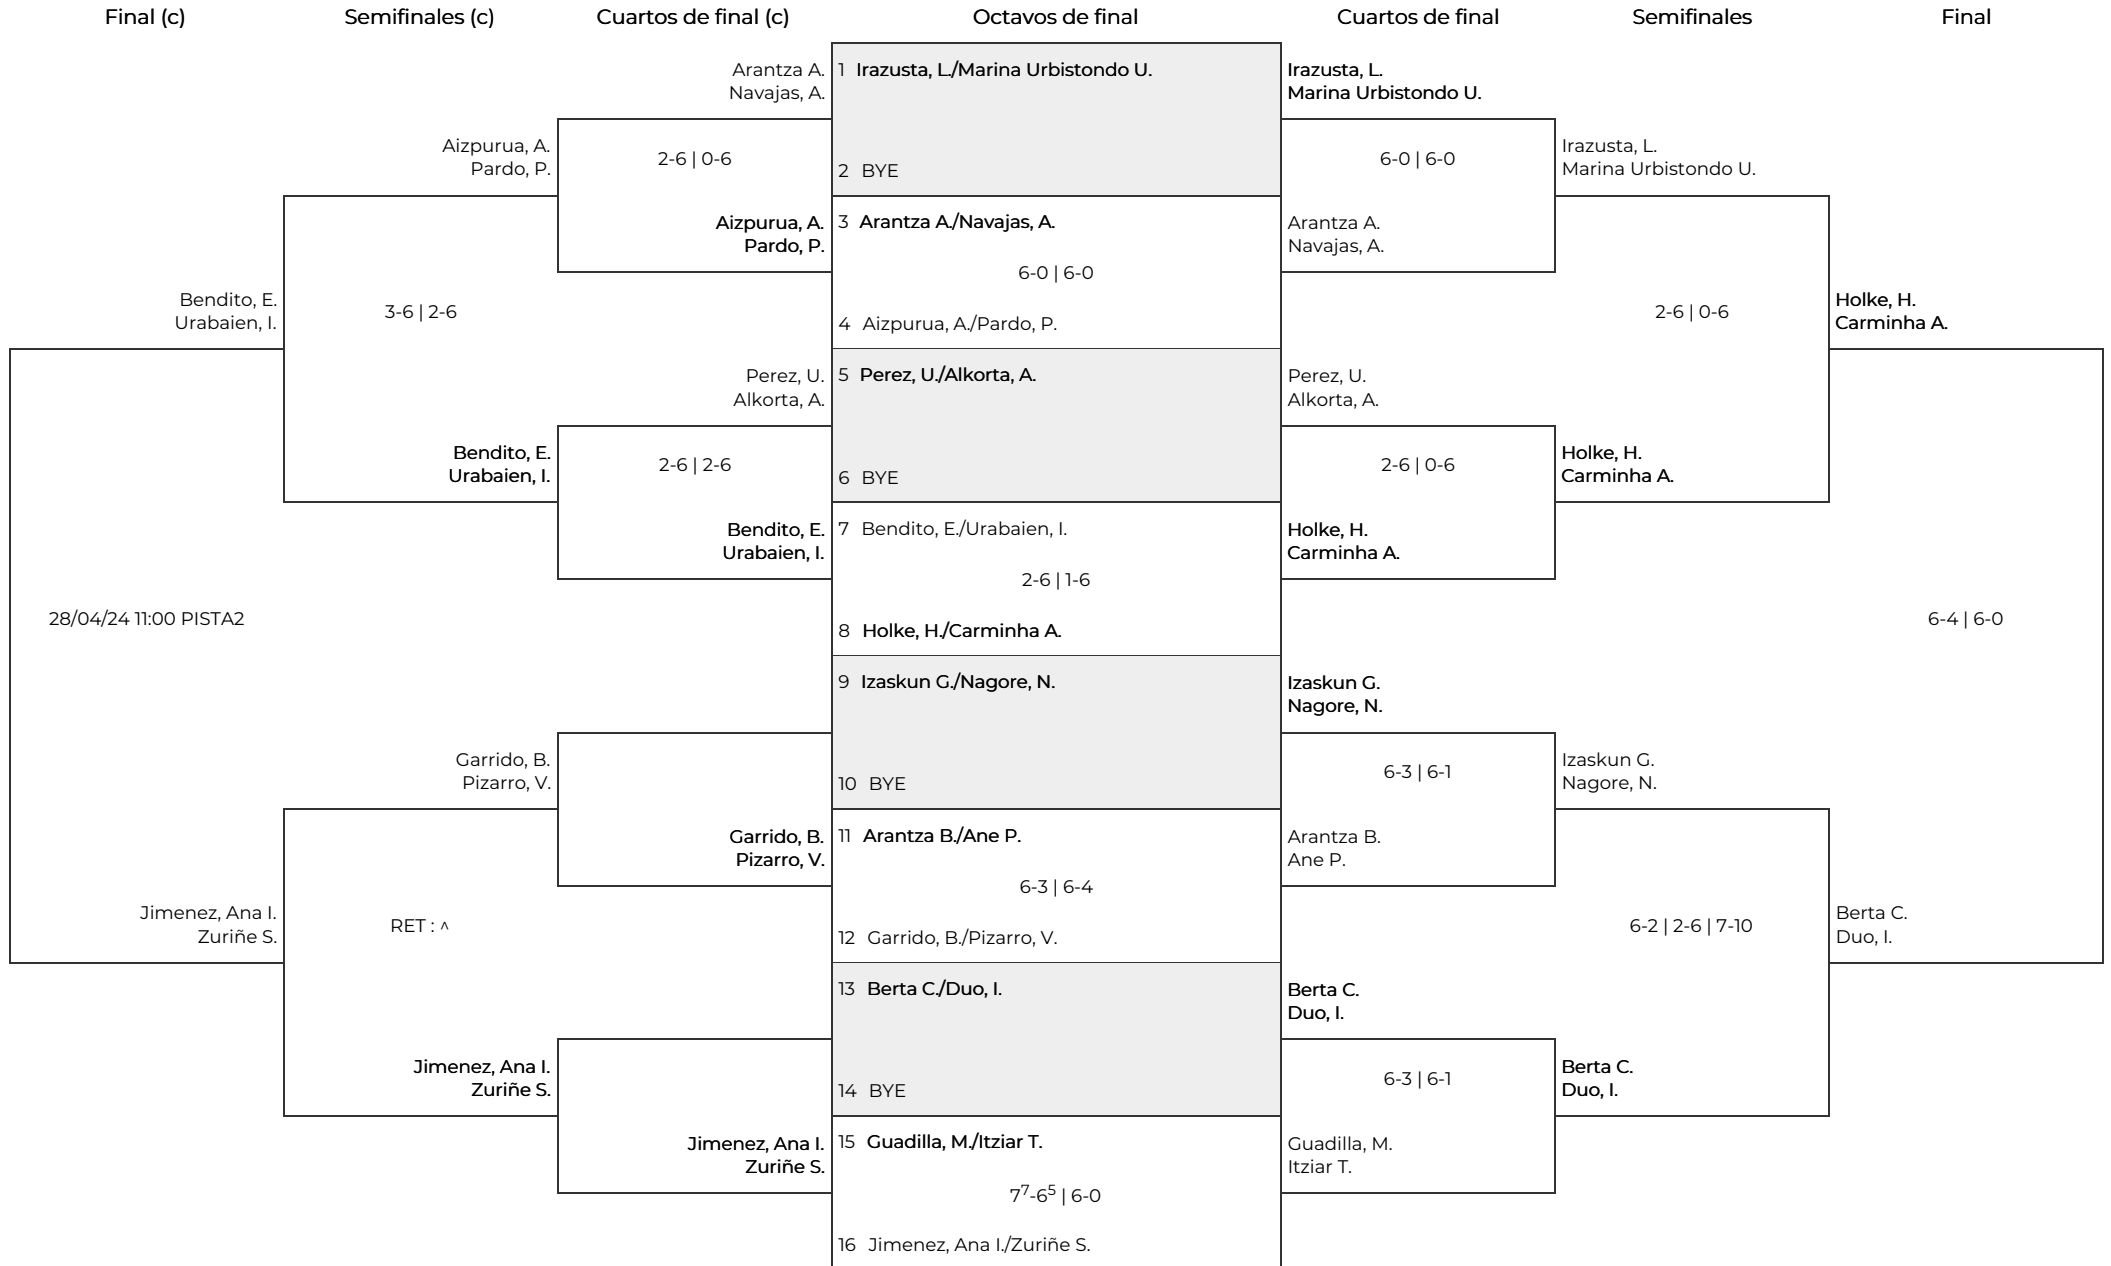 Final (c)
Semifinales (c)
Cuartos de final (c)
Octavos de final
Cuartos de final
Semifinales
Final
Bendito, E.
Urabaien, I.
28/04/24 11:00 PISTA2
Jimenez, Ana I.
Zuriñe S.
Aizpurua, A.
Pardo, P.
3-6 | 2-6
Bendito, E.
Urabaien, I.
Garrido, B.
Pizarro, V.
RET : ^
Jimenez, Ana I.
Zuriñe S.
Arantza A.
Navajas, A.
2-6 | 0-6
Aizpurua, A.
Pardo, P.
Perez, U.
Alkorta, A.
2-6 | 2-6
Bendito, E.
Urabaien, I.
Garrido, B.
Pizarro, V.
Jimenez, Ana I.
Zuriñe S.
1 Irazusta, L./Marina Urbistondo U.
2 BYE
3 Arantza A./Navajas, A.
6-0 | 6-0
4 Aizpurua, A./Pardo, P.
5 Perez, U./Alkorta, A.
6 BYE
7 Bendito, E./Urabaien, I.
2-6 | 1-6
8 Holke, H./Carminha A.
9 Izaskun G./Nagore, N.
10 BYE
11 Arantza B./Ane P.
6-3 | 6-4
12 Garrido, B./Pizarro, V.
13 Berta C./Duo, I.
14 BYE
15 Guadilla, M./Itziar T.
7⁷-6⁵ | 6-0
16 Jimenez, Ana I./Zuriñe S.
Irazusta, L.
Marina Urbistondo U.
6-0 | 6-0
Arantza A.
Navajas, A.
Perez, U.
Alkorta, A.
2-6 | 0-6
Holke, H.
Carminha A.
Izaskun G.
Nagore, N.
6-3 | 6-1
Arantza B.
Ane P.
Berta C.
Duo, I.
6-3 | 6-1
Guadilla, M.
Itziar T.
Irazusta, L.
Marina Urbistondo U.
2-6 | 0-6
Holke, H.
Carminha A.
Izaskun G.
Nagore, N.
6-2 | 2-6 | 7-10
Berta C.
Duo, I.
Holke, H.
Carminha A.
6-4 | 6-0
Berta C.
Duo, I.